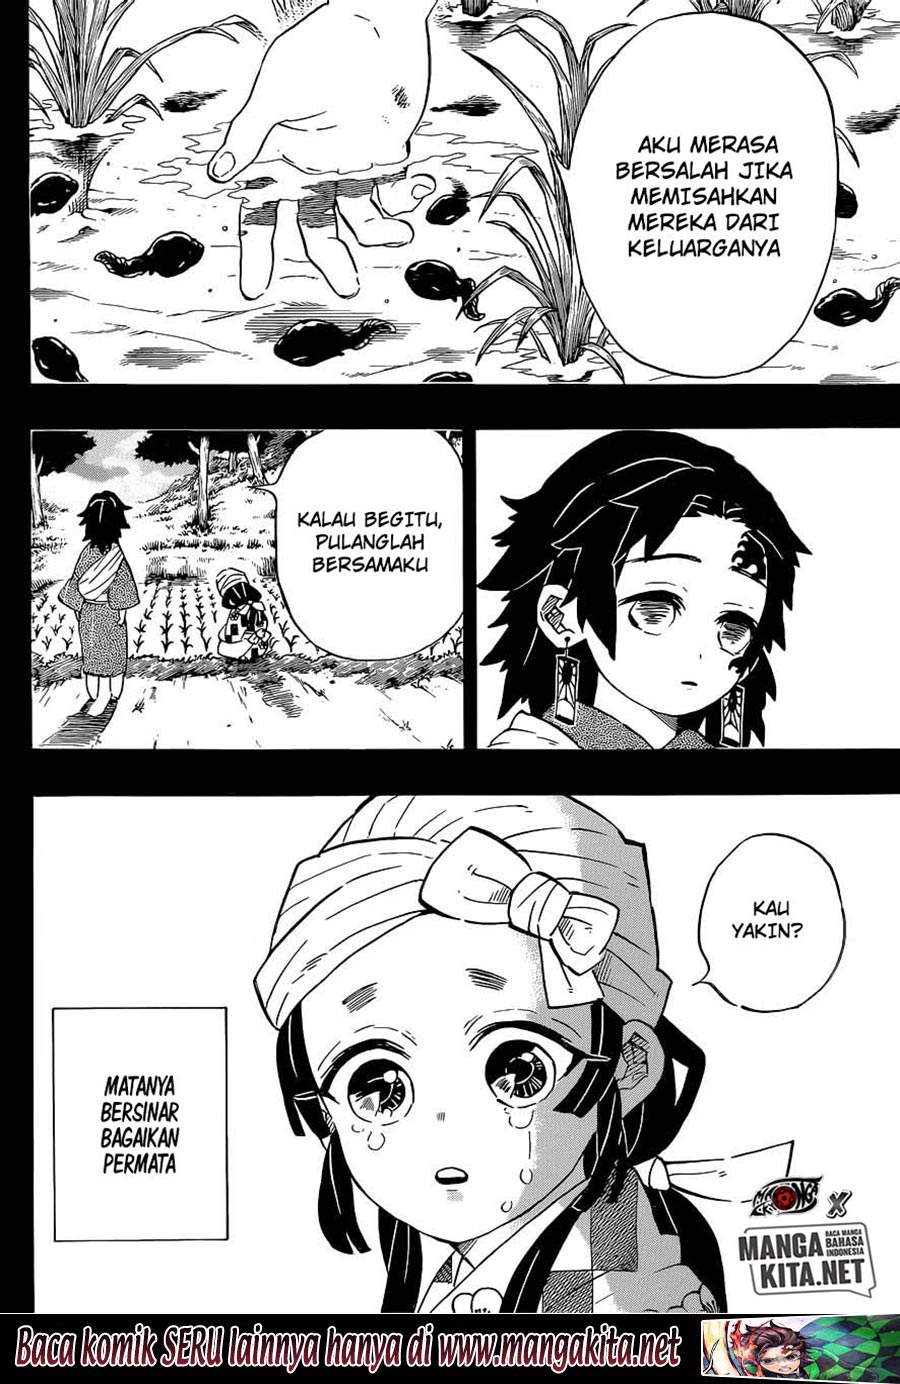 AKU MERASA
BERSALAH JIKA
MEMISAHKAN
MEREKA DARI
KELUARGANYA
KALAU BEGITU,
PULANGLAH
BERSAMAKU
KAU
YAKIN?
MATANYA
BERSINAR
BAGAIKAN
PERMATA
X
MANGA
BACA MANGA
BAHASA
INDONESIA
KITA.NET
Baca komik SERU lainnya hanya di www.mangakita.net